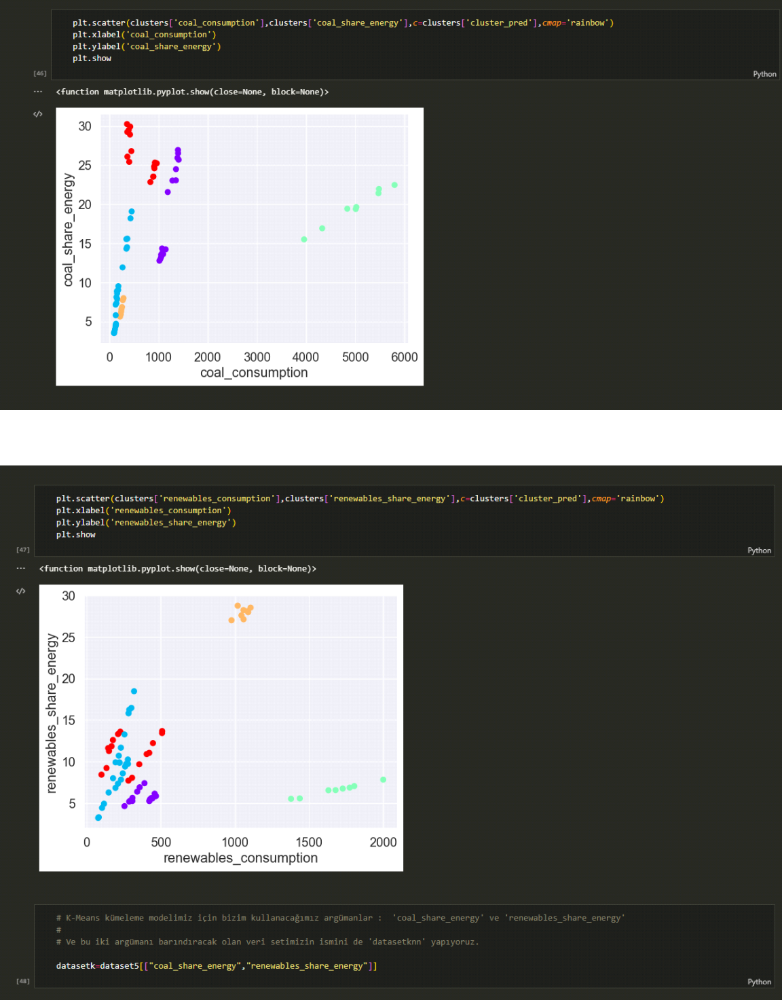 plt.scatter(clusters['coal_consumption'],clusters['coal_share_energy'],c=clusters['cluster_pred'],cmap='rainbow')
plt.xlabel('coal_consumption')
plt.ylabel('coal_share_energy')
plt.show
[46]
Python
... <function matplotlib.pyplot.show(close=None, block=None)>
</>
30
25
20
15
10
5
coal_share_energy
0 1000 2000 3000 4000 5000 6000
coal_consumption
plt.scatter(clusters['renewables_consumption'],clusters['renewables_share_energy'],c=clusters['cluster_pred'],cmap='rainbow')
plt.xlabel('renewables_consumption')
plt.ylabel('renewables_share_energy')
plt.show
[47]
Python
... <function matplotlib.pyplot.show(close=None, block=None)>
</>
30
25
20
15
10
5
renewables_share_energy
0 500 1000 1500 2000
renewables_consumption
# K-Means kümeleme modelimiz için bizim kullanacağımız argümanlar :  'coal_share_energy' ve 'renewables_share_energy'
#
# Ve bu iki argümanı barındıracak olan veri setimizin ismini de 'datasetknn' yapıyoruz.
datasetk=dataset5[["coal_share_energy","renewables_share_energy"]]
[48]
Python